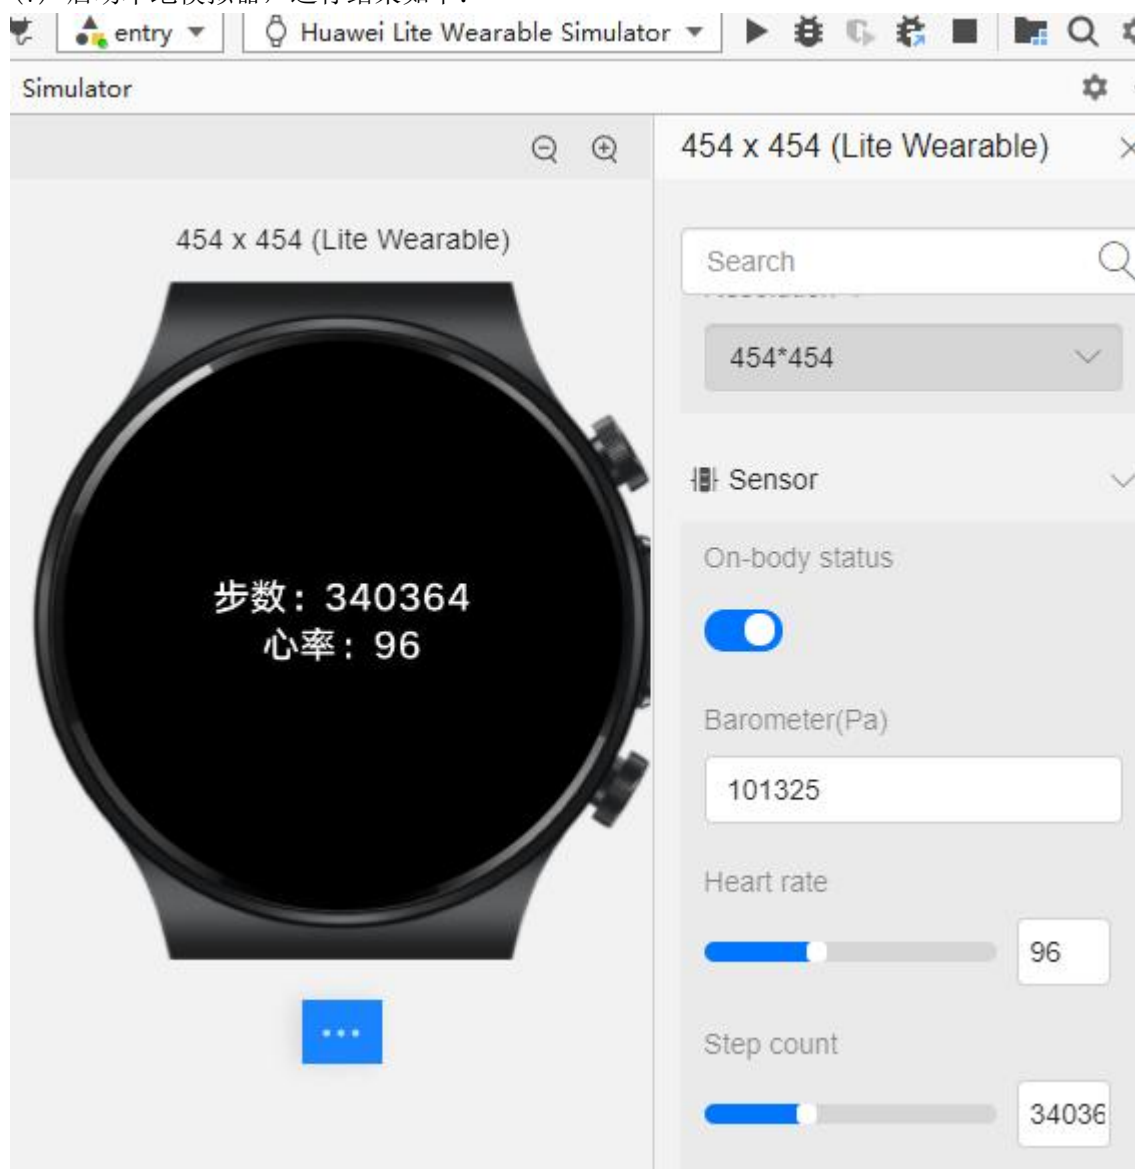 entry
Huawei Lite Wearable Simulator
Simulator
454 x 454 (Lite Wearable)
454 x 454 (Lite Wearable)
步数：340364
心率：96
Search
454*454
Sensor
On-body status
Barometer(Pa)
101325
Heart rate
96
Step count
34036